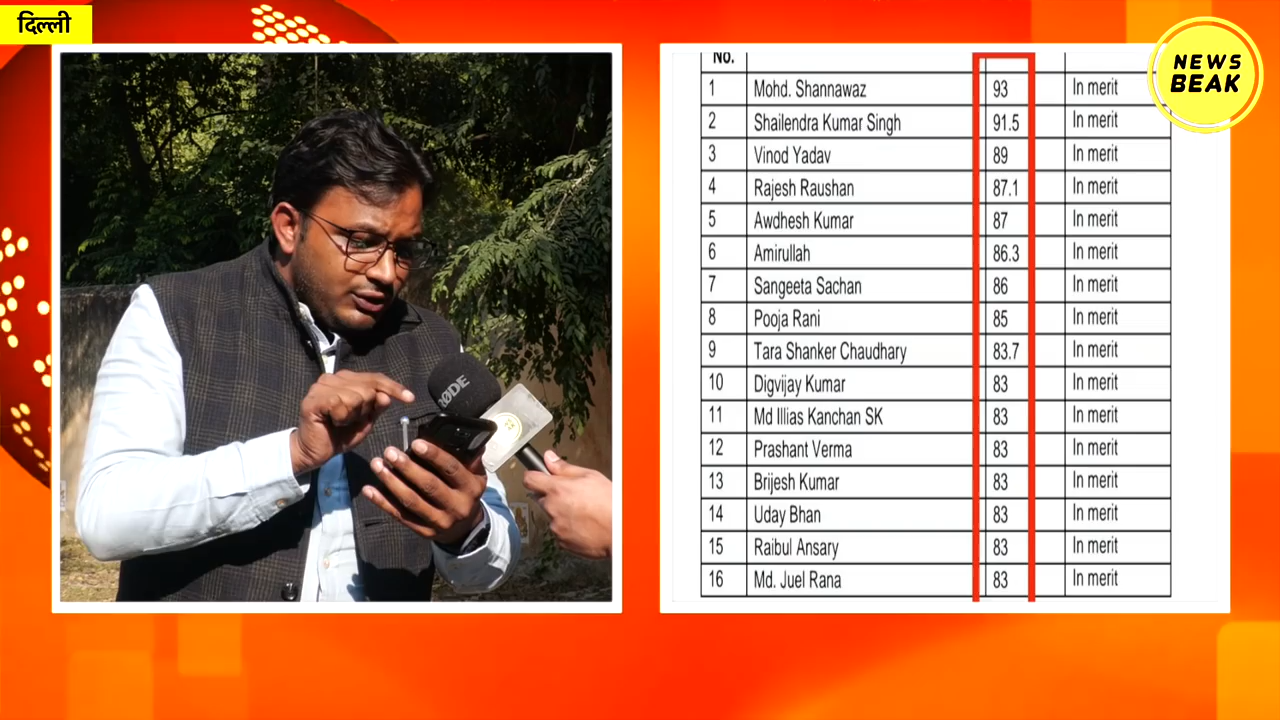 दिल्ली
NEWS
BEAK
RØDE
No.
1 Mohd. Shannawaz 93 In merit
2 Shailendra Kumar Singh 91.5 In merit
3 Vinod Yadav 89 In merit
4 Rajesh Raushan 87.1 In merit
5 Awdhesh Kumar 87 In merit
6 Amirullah 86.3 In merit
7 Sangeeta Sachan 86 In merit
8 Pooja Rani 85 In merit
9 Tara Shanker Chaudhary 83.7 In merit
10 Digvijay Kumar 83 In merit
11 Md Illias Kanchan SK 83 In merit
12 Prashant Verma 83 In merit
13 Brijesh Kumar 83 In merit
14 Uday Bhan 83 In merit
15 Raibul Ansary 83 In merit
16 Md. Juel Rana 83 In merit